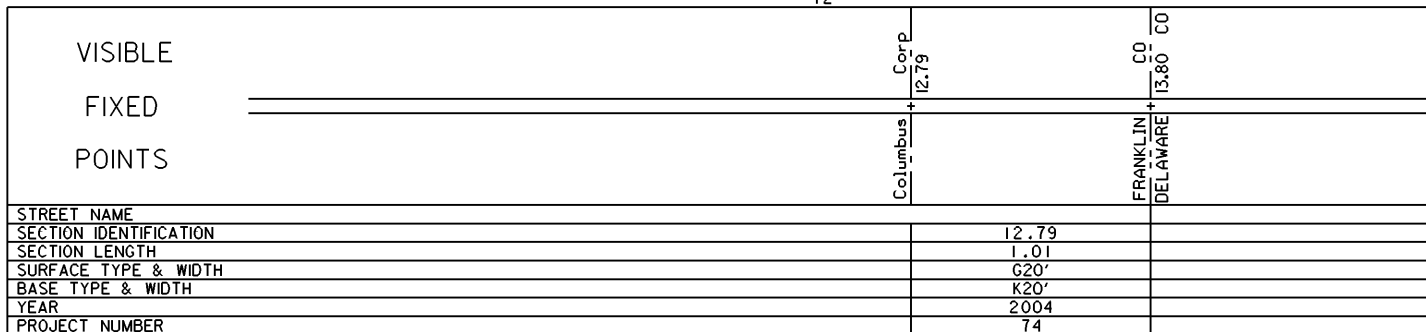 12
VISIBLE
FIXED
POINTS
Columbus Corp
12.79
FRANKLIN CO
13.80
DELAWARE CO
STREET NAME
SECTION IDENTIFICATION 12.79
SECTION LENGTH 1.01
SURFACE TYPE & WIDTH G20'
BASE TYPE & WIDTH K20'
YEAR 2004
PROJECT NUMBER 74